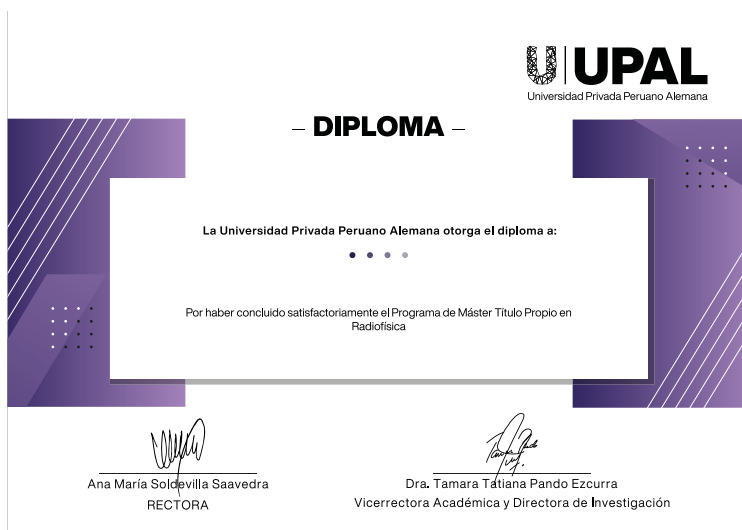 UPAL
Universidad Privada Peruano Alemana
– DIPLOMA –
La Universidad Privada Peruano Alemana otorga el diploma a:
Por haber concluido satisfactoriamente el Programa de Máster Título Propio en
Radiofísica
Ana María Soldevilla Saavedra
RECTORA
Dra. Tamara Tatiana Pando Ezcurra
Vicerrectora Académica y Directora de Investigación